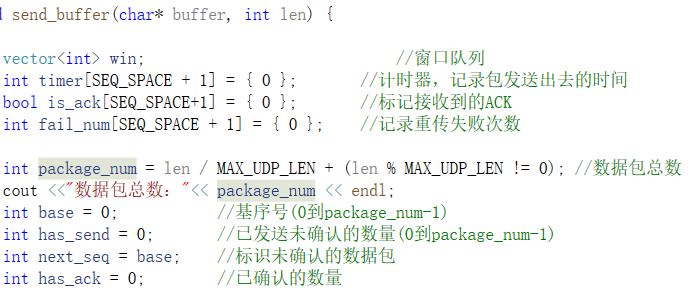 d send_buffer(char* buffer, int len) {
vector<int> win; //窗口队列
int timer[SEQ_SPACE + 1] = { 0 }; //计时器，记录包发送出去的时间
bool is_ack[SEQ_SPACE+1] = { 0 }; //标记接收到的ACK
int fail_num[SEQ_SPACE + 1] = { 0 }; //记录重传失败次数
int package_num = len / MAX_UDP_LEN + (len % MAX_UDP_LEN != 0); //数据包总数
cout <<"数据包总数："<< package_num << endl;
int base = 0; //基序号(0到package_num-1)
int has_send = 0; //已发送未确认的数量(0到package_num-1)
int next_seq = base; //标识未确认的数据包
int has_ack = 0; //已确认的数量